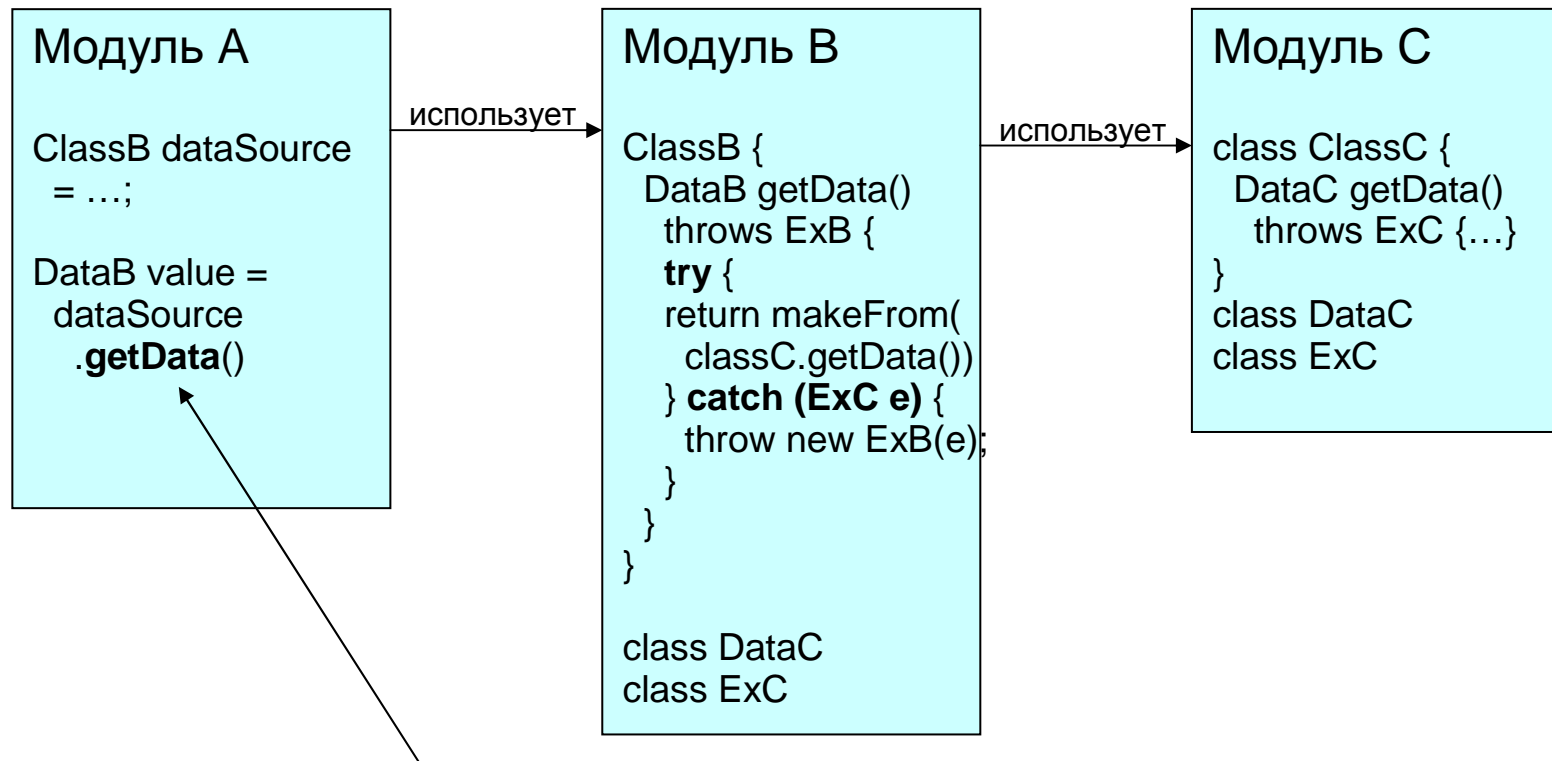 Модуль A
ClassB dataSource
= …;
DataB value =
dataSource
.getData()
использует
Модуль B
ClassB {
DataB getData()
throws ExB {
try {
return makeFrom(
classC.getData())
} catch (ExC e) {
throw new ExB(e);
}
}
}
class DataC
class ExC
использует
Модуль C
class ClassC {
DataC getData()
throws ExC {…}
}
class DataC
class ExC